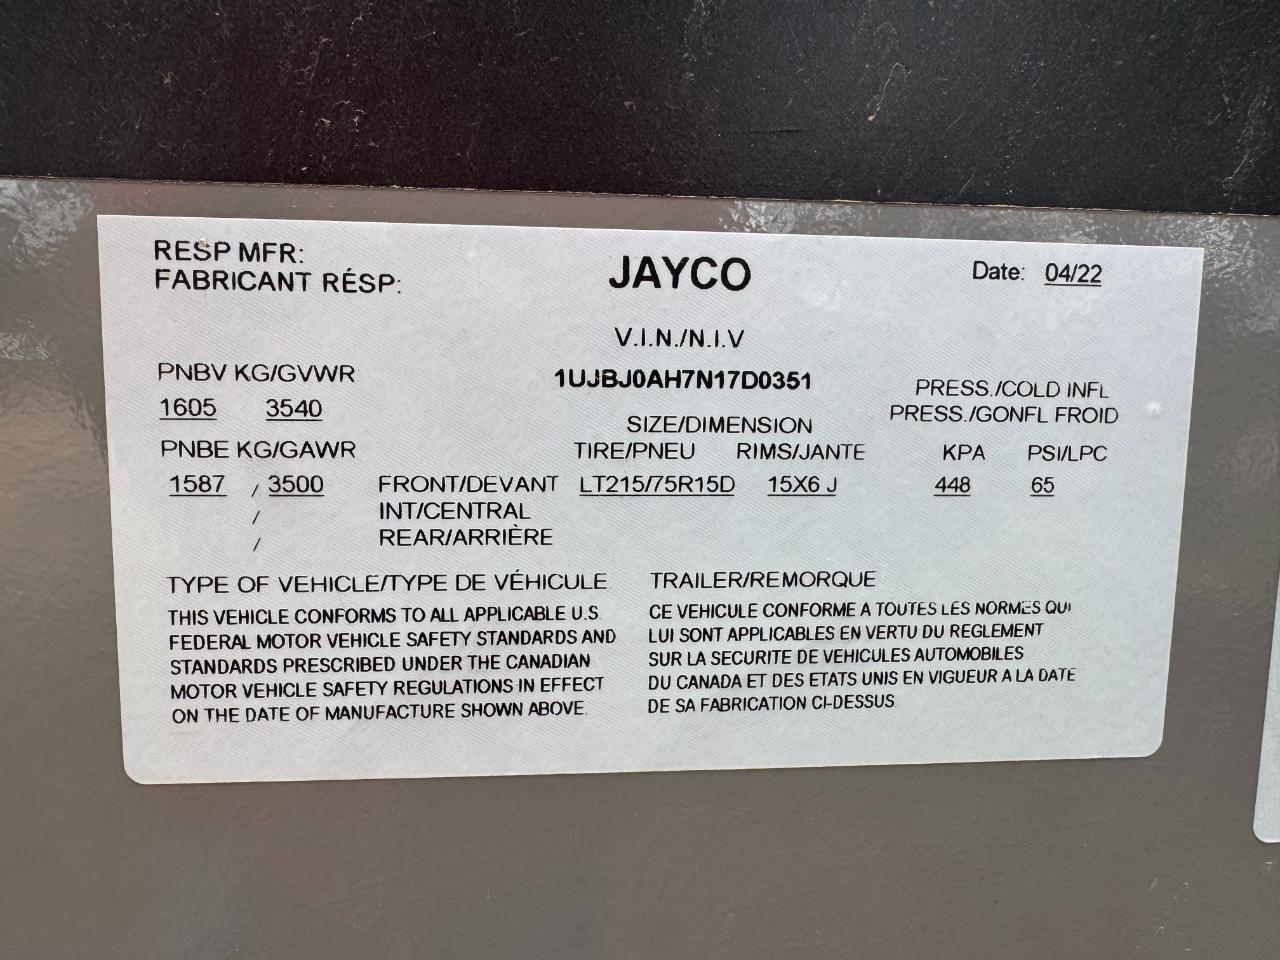 RESP MFR:
FABRICANT RÉSP:
JAYCO
Date: 04/22
V.I.N./N.I.V
1UJBJ0AH7N17D0351
PNBV KG/GVWR
1605 3540
PNBE KG/GAWR
SIZE/DIMENSION
TIRE/PNEU RIMS/JANTE
PRESS./COLD INFL
PRESS./GONFL FROID
KPA PSI/LPC
1587 / 3500 FRONT/DEVANT LT215/75R15D 15X6 J 448 65
/ INT/CENTRAL
/ REAR/ARRIÈRE
TYPE OF VEHICLE/TYPE DE VÉHICULE TRAILER/REMORQUE
THIS VEHICLE CONFORMS TO ALL APPLICABLE U.S.
FEDERAL MOTOR VEHICLE SAFETY STANDARDS AND
STANDARDS PRESCRIBED UNDER THE CANADIAN
MOTOR VEHICLE SAFETY REGULATIONS IN EFFECT
ON THE DATE OF MANUFACTURE SHOWN ABOVE.
CE VEHICULE CONFORME A TOUTES LES NORMES QUI
LUI SONT APPLICABLES EN VERTU DU REGLEMENT
SUR LA SECURITE DE VEHICULES AUTOMOBILES
DU CANADA ET DES ETATS UNIS EN VIGUEUR A LA DATE
DE SA FABRICATION CI-DESSUS